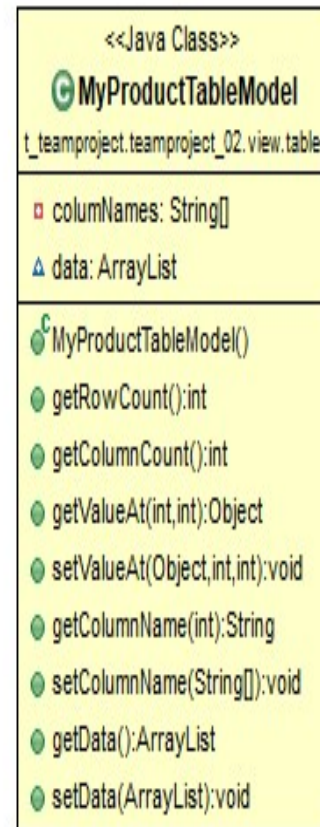 <<Java Class>>
MyProductTableModel
t_teamproject.teamproject_02.view.table
columNames: String[]
data: ArrayList
MyProductTableModel()
getRowCount():int
getColumnCount():int
getValueAt(int,int):Object
setValueAt(Object,int,int):void
getColumnName(int):String
setColumnName(String[]):void
getData():ArrayList
setData(ArrayList):void